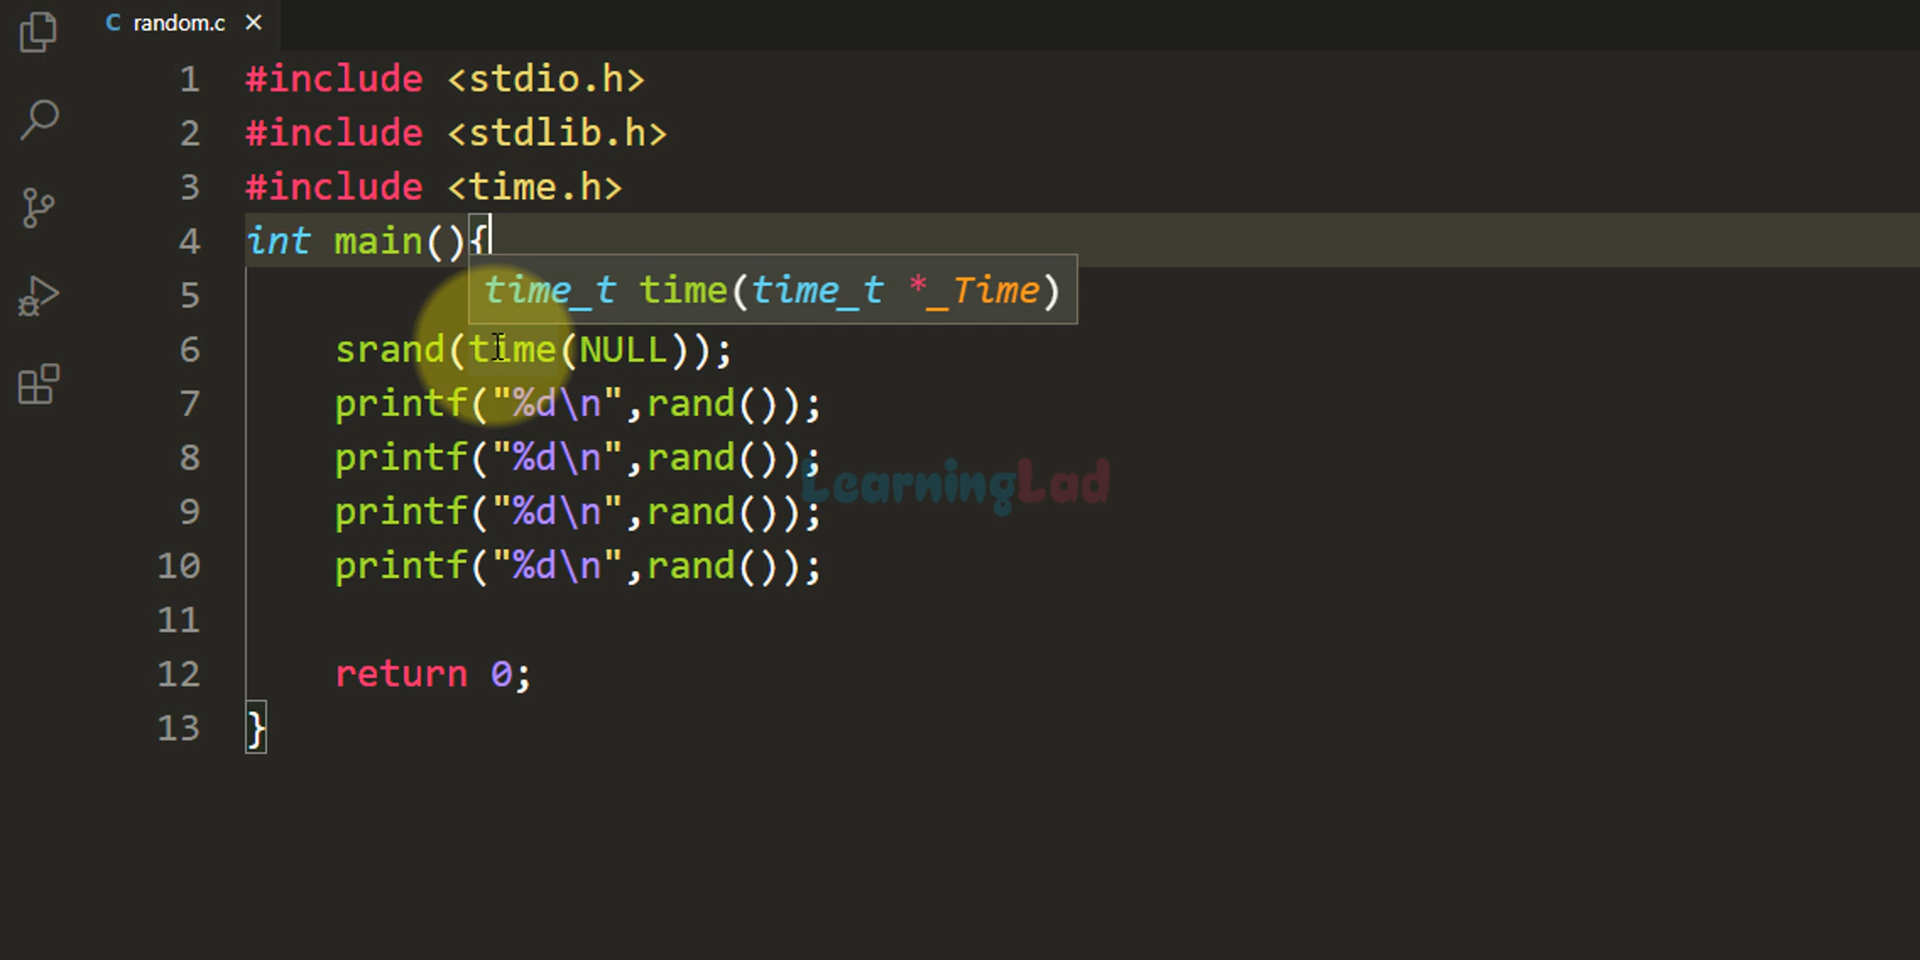 C random.c ×
1 #include <stdio.h>
2 #include <stdlib.h>
3 #include <time.h>
4 int main(){
time_t time(time_t *_Time)
5
6 srand(time(NULL));
7 printf("%d\n",rand());
8 printf("%d\n",rand());
LearningLad
9 printf("%d\n",rand());
10 printf("%d\n",rand());
11
12 return 0;
13 }